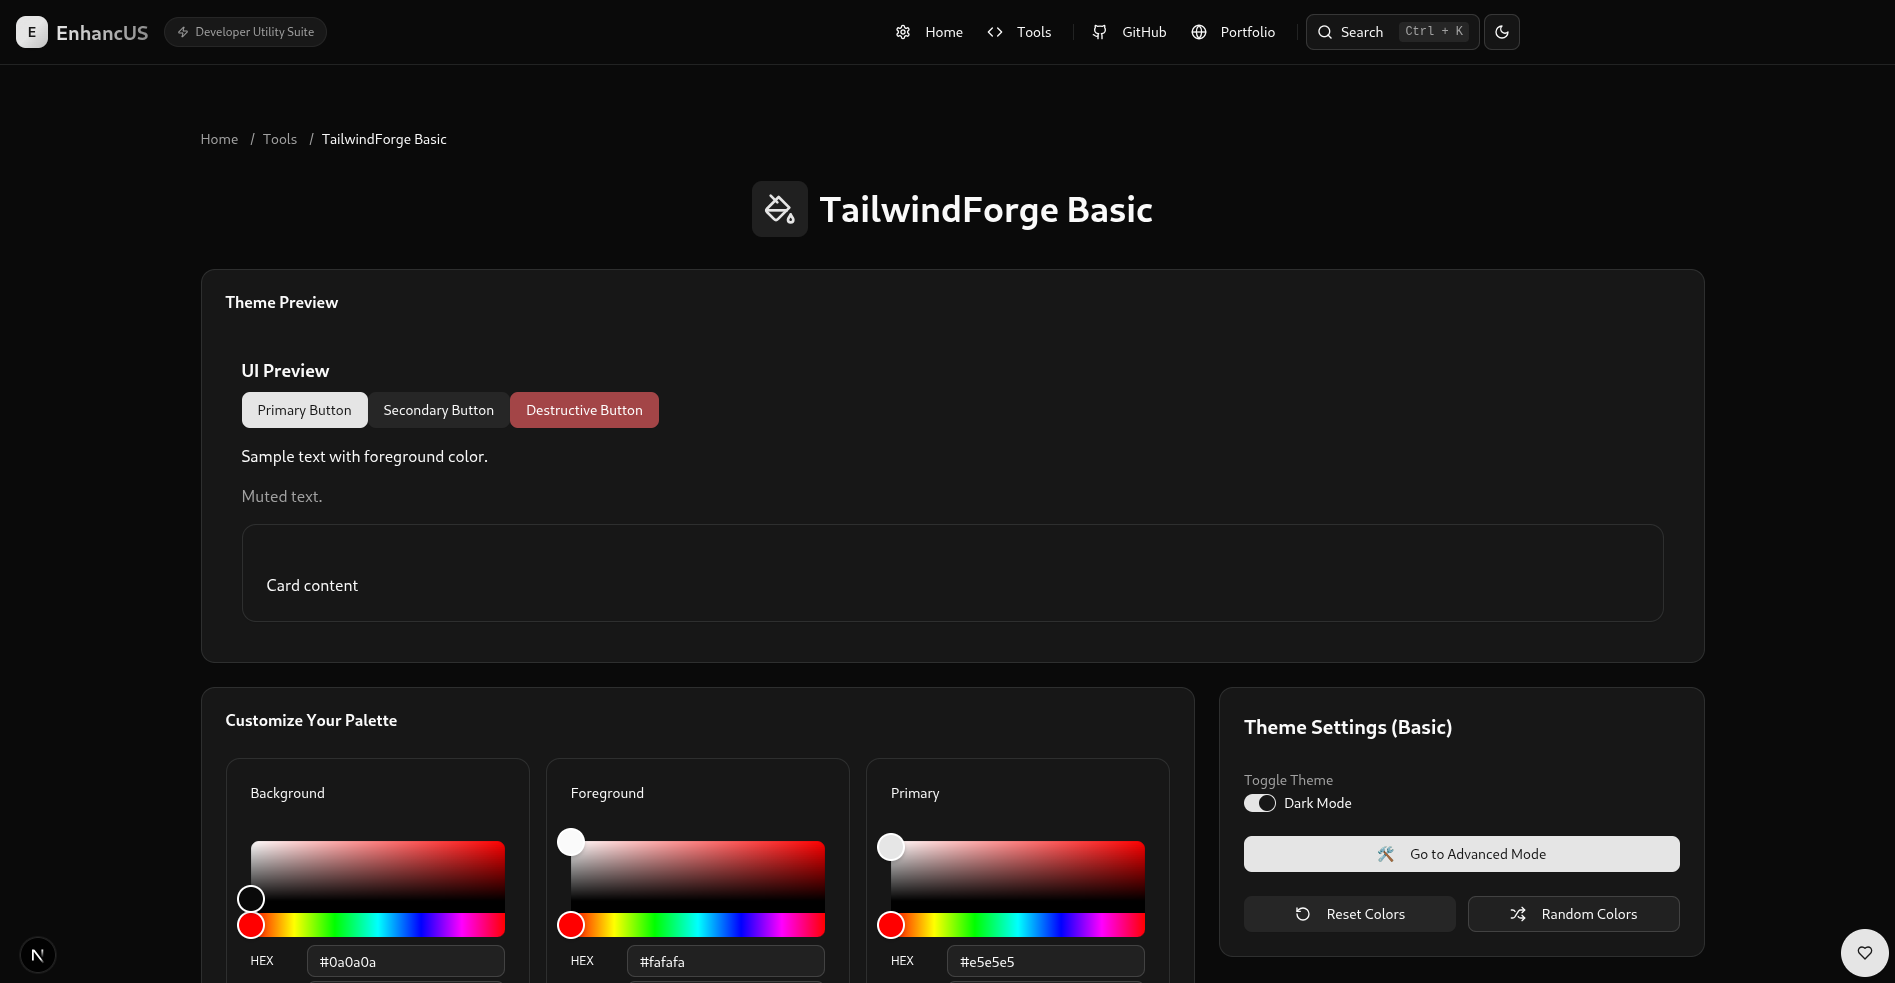 E EnhancUS Developer Utility Suite Home Tools GitHub Portfolio Search Ctrl + K
Home / Tools / TailwindForge Basic
TailwindForge Basic
Theme Preview
UI Preview
Primary Button Secondary Button Destructive Button
Sample text with foreground color.
Muted text.
Card content
Customize Your Palette
Background Foreground Primary
HEX #0a0a0a HEX #fafafa HEX #e5e5e5
Theme Settings (Basic)
Toggle Theme
Dark Mode
Go to Advanced Mode
Reset Colors Random Colors
N